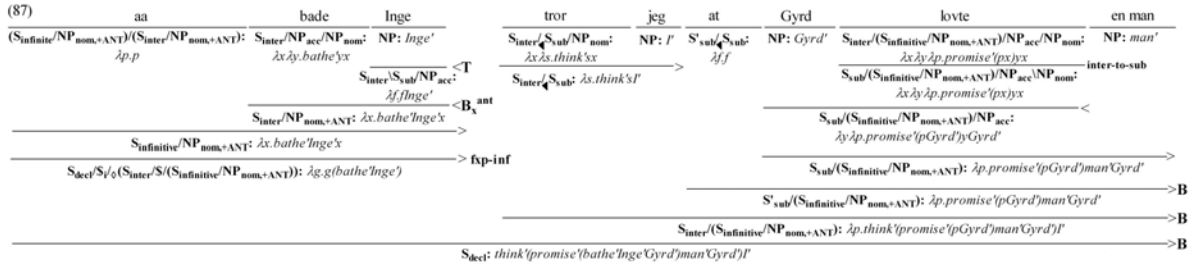 (87)
aa bade Inge tror jeg at Gyrd lovte en man
(S_infinite/NP_nom,+ANT)/(S_inter/NP_nom,+ANT): S_inter/NP_acc/NP_nom: NP: Inge' S_inter/S_sub/NP_nom: NP: I' S'_sub/S_sub: NP: Gyrd' S_inter/(S_infinitive/NP_nom,+ANT)/NP_acc/NP_nom: NP: man'
λp.p λxλy.bathe'yx <T λxλs.think'sx > λf.f λxλyλp.promise'(px)yx inter-to-sub
S_inter\S_sub/NP_acc: S_inter/S_sub: λs.think'sI' S_sub/(S_infinitive/NP_nom,+ANT)/NP_acc\NP_nom:
λf.fInge' λxλyλp.promise'(px)yx
<B_x^ant <
S_inter/NP_nom,+ANT: λx.bathe'Inge'x S_sub/(S_infinitive/NP_nom,+ANT)/NP_acc:
> λyλp.promise'(pGyrd')yGyrd'
S_infinitive/NP_nom,+ANT: λx.bathe'Inge'x
> fxp-inf >
S_decl/$_i/◊(S_inter/$/(S_infinitive/NP_nom,+ANT)): λg.g(bathe'Inge') S_sub/(S_infinitive/NP_nom,+ANT): λp.promise'(pGyrd')man'Gyrd'
>B
S'_sub/(S_infinitive/NP_nom,+ANT): λp.promise'(pGyrd')man'Gyrd'
>B
S_inter/(S_infinitive/NP_nom,+ANT): λp.think'(promise'(pGyrd')man'Gyrd')I'
>B
S_decl: think'(promise'(bathe'Inge'Gyrd')man'Gyrd')I'